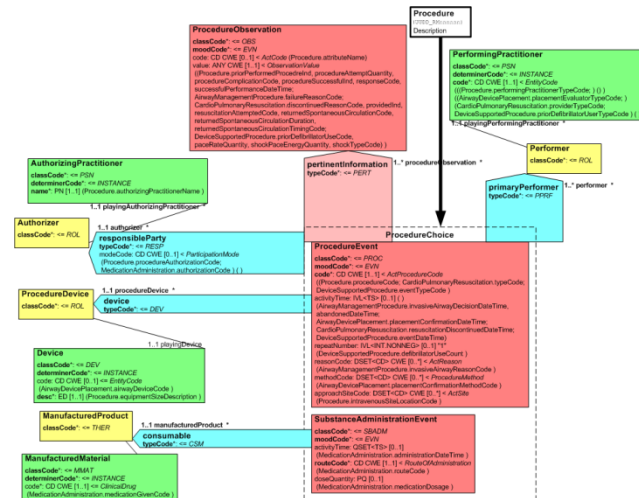 Procedure
Description
ProcedureObservation
classCode*: <= OBS
moodCode*: <= EVN
code: CD CWE [0..1] < ActCode (Procedure.attributeName)
value: ANY CWE [1..1] < ObservationValue
((Procedure.priorPerformedProcedreInd, procedureAttemptQuantity,
procedureComplicationCode, procedureSuccessfulInd, responseCode,
successfulPerformanceDateTime;
AirwayManagementProcedure.failureReasonCode;
CardioPulmonaryResuscitation.discontinuedReasonCode, providedInd,
resuscitationAttemptedCode, returnedSpontaneousCirculationCode,
returnedSpontaneousCirculationDuration,
returnedSpontaneousCirculationTimingCode;
DeviceSupportedProcedure.priorDefibrillatorUseCode,
paceRateQuantity, shockPaceEnergyQuantity, shockTypeCode) )
PerformingPractitioner
classCode*: <= PSN
determinerCode*: <= INSTANCE
code*: CD CWE [1..1] < EntityCode
(((Procedure.performingPractitionerTypeCode; ) ()
((AirwayDevicePlacement.placementEvaluatorTypeCode; )
(CardioPulmonaryResuscitation.providerTypeCode;
DeviceSupportedProcedure.priorDefibrillatorUserTypeCode) )
1..1 playingPerformingPractitioner *
Performer
classCode*: <= ROL
AuthorizingPractitioner
classCode*: <= PSN
determinerCode*: <= INSTANCE
name*: PN [1..1] (Procedure.authorizingPractitionerName )
pertinentInformation
typeCode*: <= PERT
1..* procedureObservation *
primaryPerformer
typeCode*: <= PPRF
1..* performer *
1..1 playingAuthorizingPractitioner *
Authorizer
classCode*: <= ROL
1..1 authorizer *
responsibleParty
typeCode*: <= RESP
modeCode: CD CWE [0..1] < ParticipationMode
(Procedure.procedureAuthorizationCode;
MedicationAdministration.authorizationCode ) ( )
ProcedureChoice
ProcedureEvent
classCode*: <= PROC
moodCode*: <= EVN
code*: CD CWE [1..1] < ActProcedureCode
((Procedure.procedureCode; CardioPulmonaryResuscitation.typeCode;
DeviceSupportedProcedure.eventTypeCode )
activityTime: IVL<TS> [0..1] ( )
(AirwayManagementProcedure.invasiveAirwayDecisionDateTime,
abandonedDateTime;
AirwayDevicePlacement.placementConfirmationDateTime;
CardioPulmonaryResuscitation.resuscitationDiscontinuedDateTime;
DeviceSupportedProcedure.eventDateTime)
repeatNumber: IVL<INT.NONNEG> [0..1] "1"
(DeviceSupportedProcedure.defibrillatorUseCount )
reasonCode: DSET<CD> CWE [0..*] < ActReason
(AirwayManagementProcedure.invasiveAirwayReasonCode )
methodCode: DSET<CD> CWE [0..*] < ProcedureMethod
(AirwayDevicePlacement.placementConfirmationMethodCode )
approachSiteCode: DSET<CD> CWE [0..*] < ActSite
(Procedure.intravenousSiteLocationCode )
ProcedureDevice
classCode*: <= ROL
1..1 procedureDevice *
device
typeCode*: <= DEV
1..1 playingDevice *
Device
classCode*: <= DEV
determinerCode*: <= INSTANCE
code: CD CWE [0..1] <= EntityCode
(AirwayDevicePlacement.airwayDeviceCode )
desc*: ED [1..1] (Procedure.equipmentSizeDescription )
ManufacturedProduct
classCode*: <= THER
1..1 manufacturedProduct *
consumable
typeCode*: <= CSM
SubstanceAdministrationEvent
classCode*: <= SBADM
moodCode*: <= EVN
activityTime: QSET<TS> [0..1]
(MedicationAdministration.administrationDateTime )
routeCode*: CD CWE [1..1] < RouteOfAdministration
(MedicationAdministration.routeCode )
doseQuantity: PQ [0..1]
(MedicationAdministration.medicationDosage )
ManufacturedMaterial
classCode*: <= MMAT
determinerCode*: <= INSTANCE
code*: CD CWE [1..1] <= ClinicalDrug
(MedicationAdministration.medicationGivenCode )